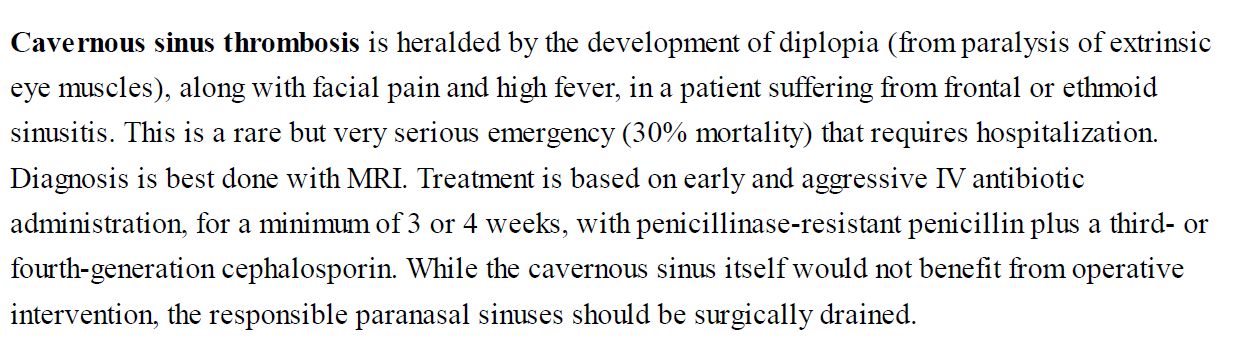 Cavernous sinus thrombosis is heralded by the development of diplopia (from paralysis of extrinsic
eye muscles), along with facial pain and high fever, in a patient suffering from frontal or ethmoid
sinusitis. This is a rare but very serious emergency (30% mortality) that requires hospitalization.
Diagnosis is best done with MRI. Treatment is based on early and aggressive IV antibiotic
administration, for a minimum of 3 or 4 weeks, with penicillinase-resistant penicillin plus a third- or
fourth-generation cephalosporin. While the cavernous sinus itself would not benefit from operative
intervention, the responsible paranasal sinuses should be surgically drained.